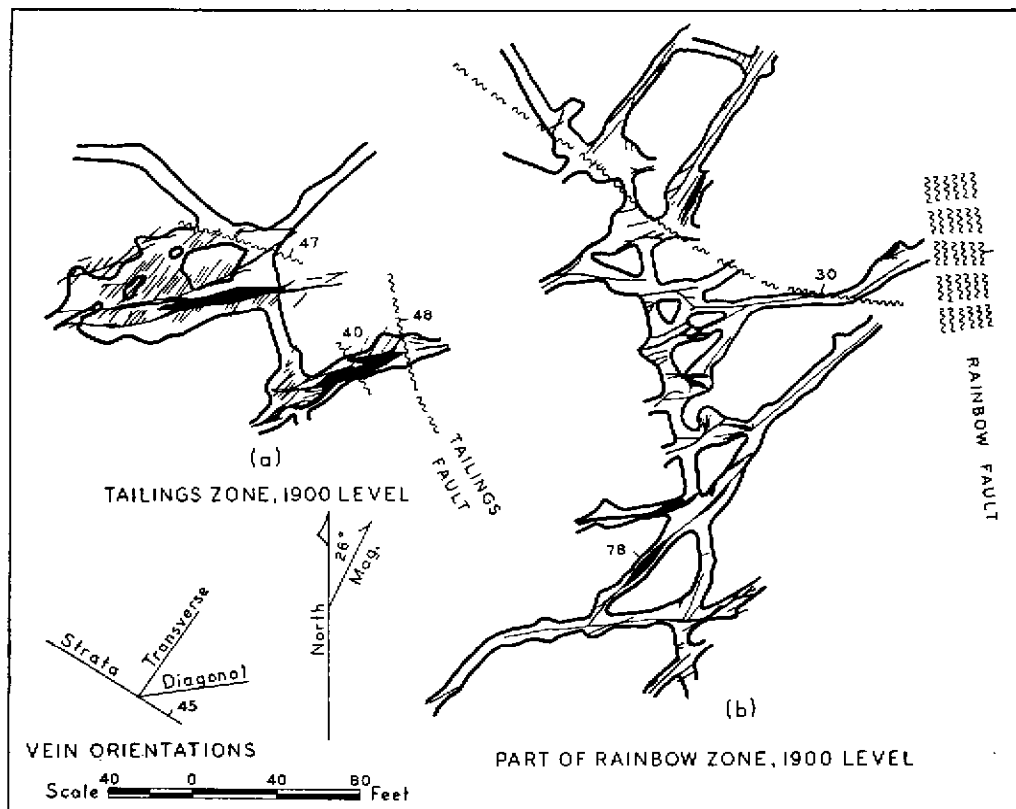 47
48
40
(a)
TAILINGS ZONE, 1900 LEVEL
TAILINGS
FAULT
30
78
RAINBOW FAULT
(b)
PART OF RAINBOW ZONE, 1900 LEVEL
North
26°
Mag.
Strata
Transverse
Diagonal
45
VEIN ORIENTATIONS
40 0 40 80
Scale Feet